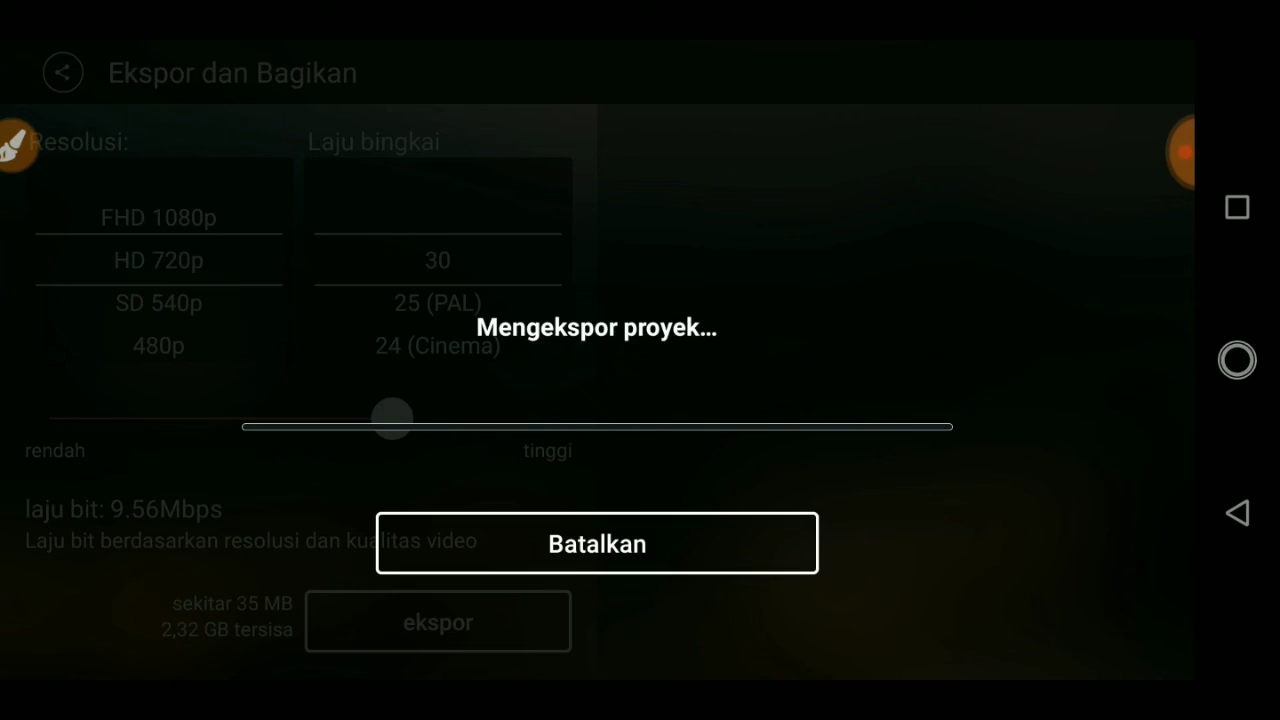 Ekspor dan Bagikan
Resolusi:
Laju bingkai
FHD 1080p
HD 720p
SD 540p
480p
30
25 (PAL)
24 (Cinema)
Mengekspor proyek...
rendah
tinggi
laju bit: 9.56Mbps
Laju bit berdasarkan resolusi dan kualitas video
Batalkan
sekitar 35 MB
2,32 GB tersisa
ekspor